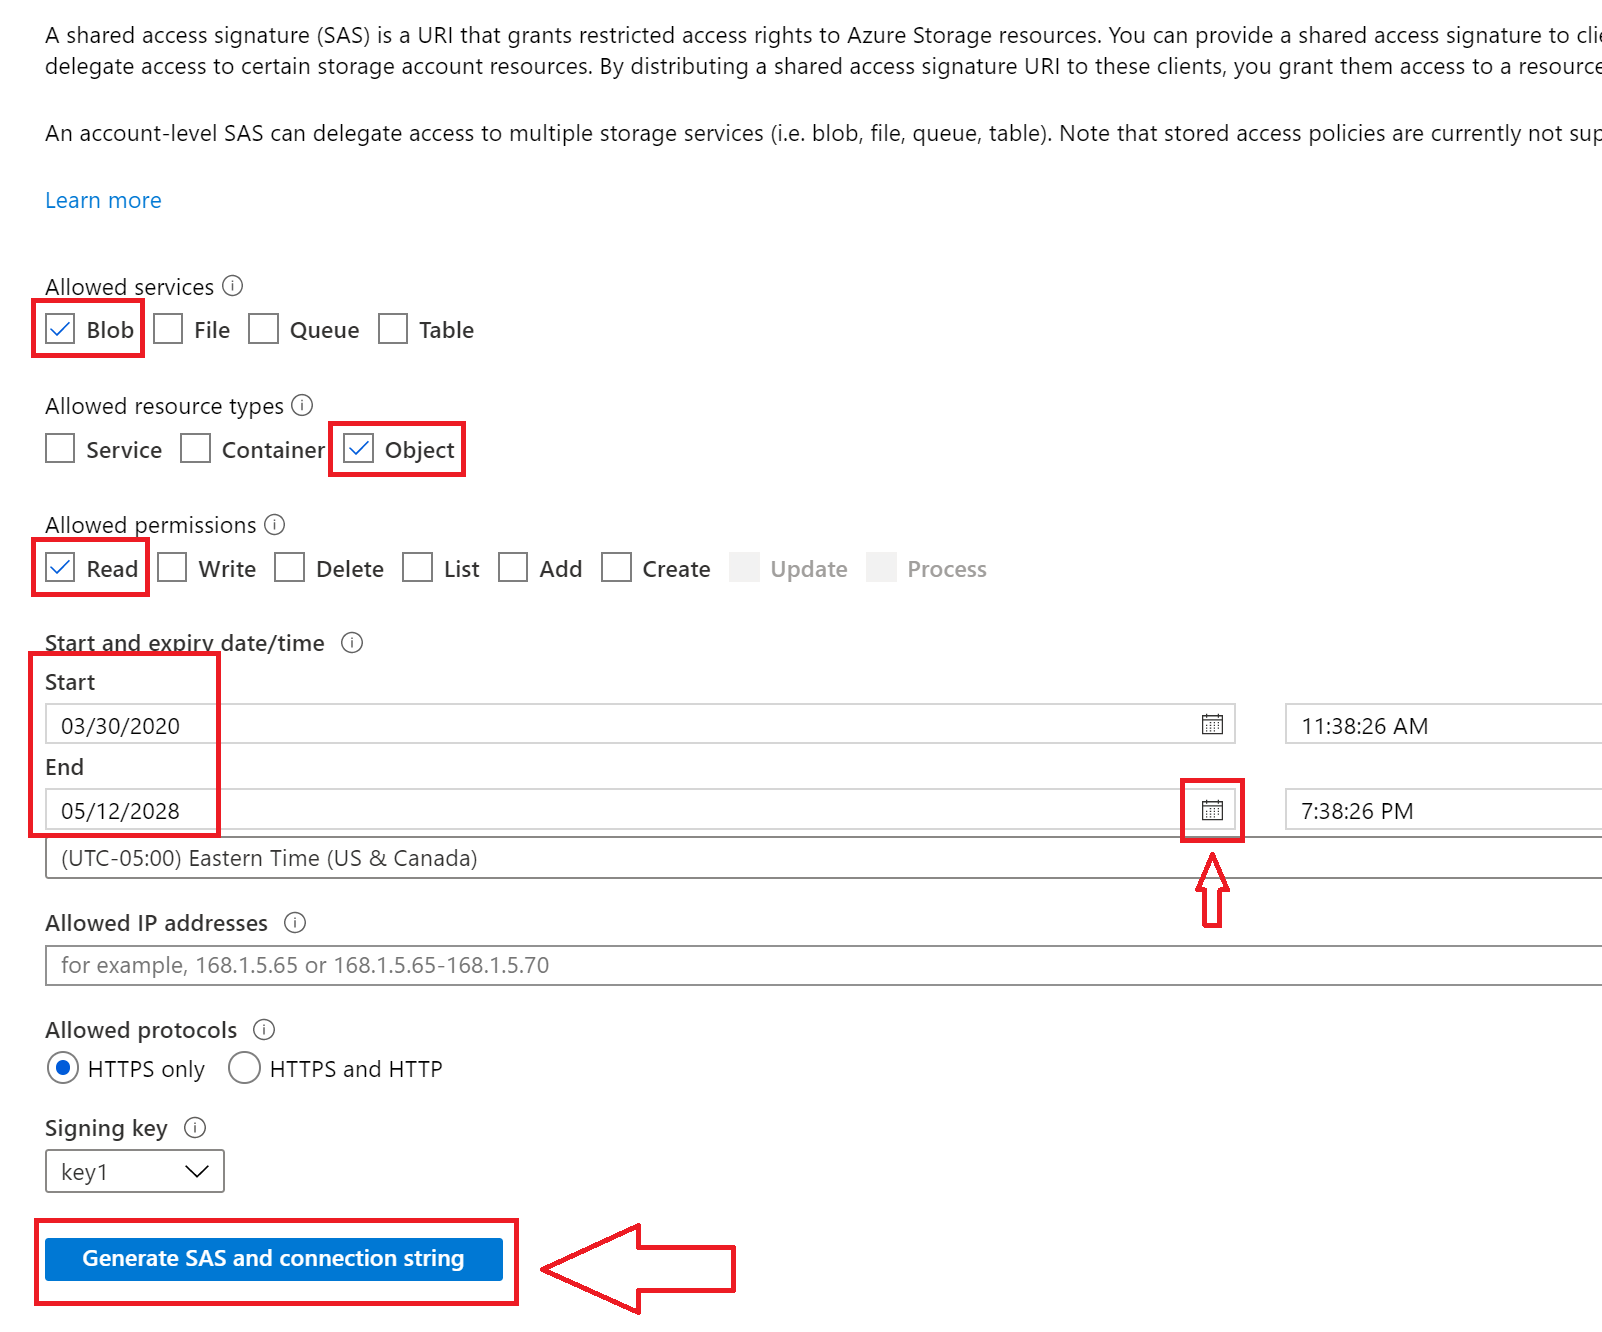 A shared access signature (SAS) is a URI that grants restricted access rights to Azure Storage resources. You can provide a shared access signature to
delegate access to certain storage account resources. By distributing a shared access signature URI to these clients, you grant them access to a resource
An account-level SAS can delegate access to multiple storage services (i.e. blob, file, queue, table). Note that stored access policies are currently not
Learn more
Allowed services
Blob File Queue Table
Allowed resource types
Service Container Object
Allowed permissions
Read Write Delete List Add Create Update Process
Start and expiry date/time
Start
03/30/2020 11:38:26 AM
End
05/12/2028 7:38:26 PM
(UTC-05:00) Eastern Time (US & Canada)
Allowed IP addresses
for example, 168.1.5.65 or 168.1.5.65-168.1.5.70
Allowed protocols
HTTPS only HTTPS and HTTP
Signing key
key1
Generate SAS and connection string